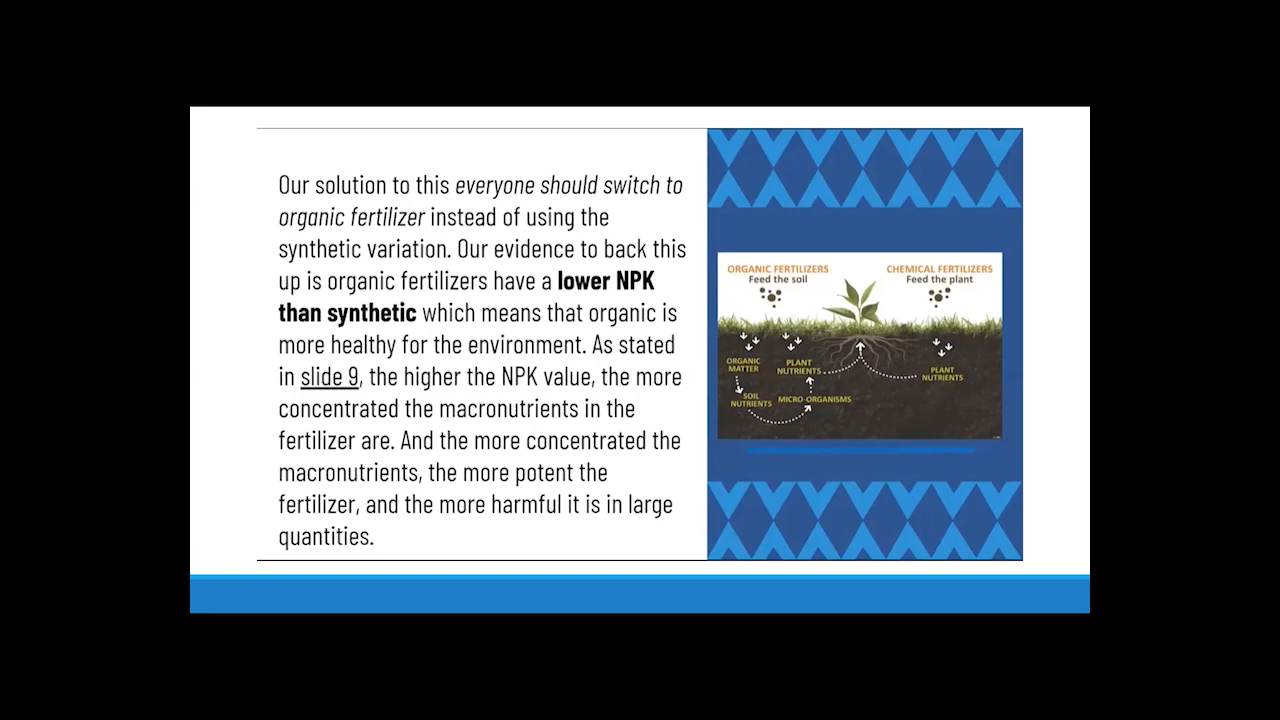 Our solution to this everyone should switch to
organic fertilizer instead of using the
synthetic variation. Our evidence to back this
up is organic fertilizers have a lower NPK
than synthetic which means that organic is
more healthy for the environment. As stated
in slide 9, the higher the NPK value, the more
concentrated the macronutrients in the
fertilizer are. And the more concentrated the
macronutrients, the more potent the
fertilizer, and the more harmful it is in large
quantities.
ORGANIC FERTILIZERS
Feed the soil
CHEMICAL FERTILIZERS
Feed the plant
ORGANIC
MATTER
PLANT
NUTRIENTS
PLANT
NUTRIENTS
SOIL
NUTRIENTS
MICRO-ORGANISMS